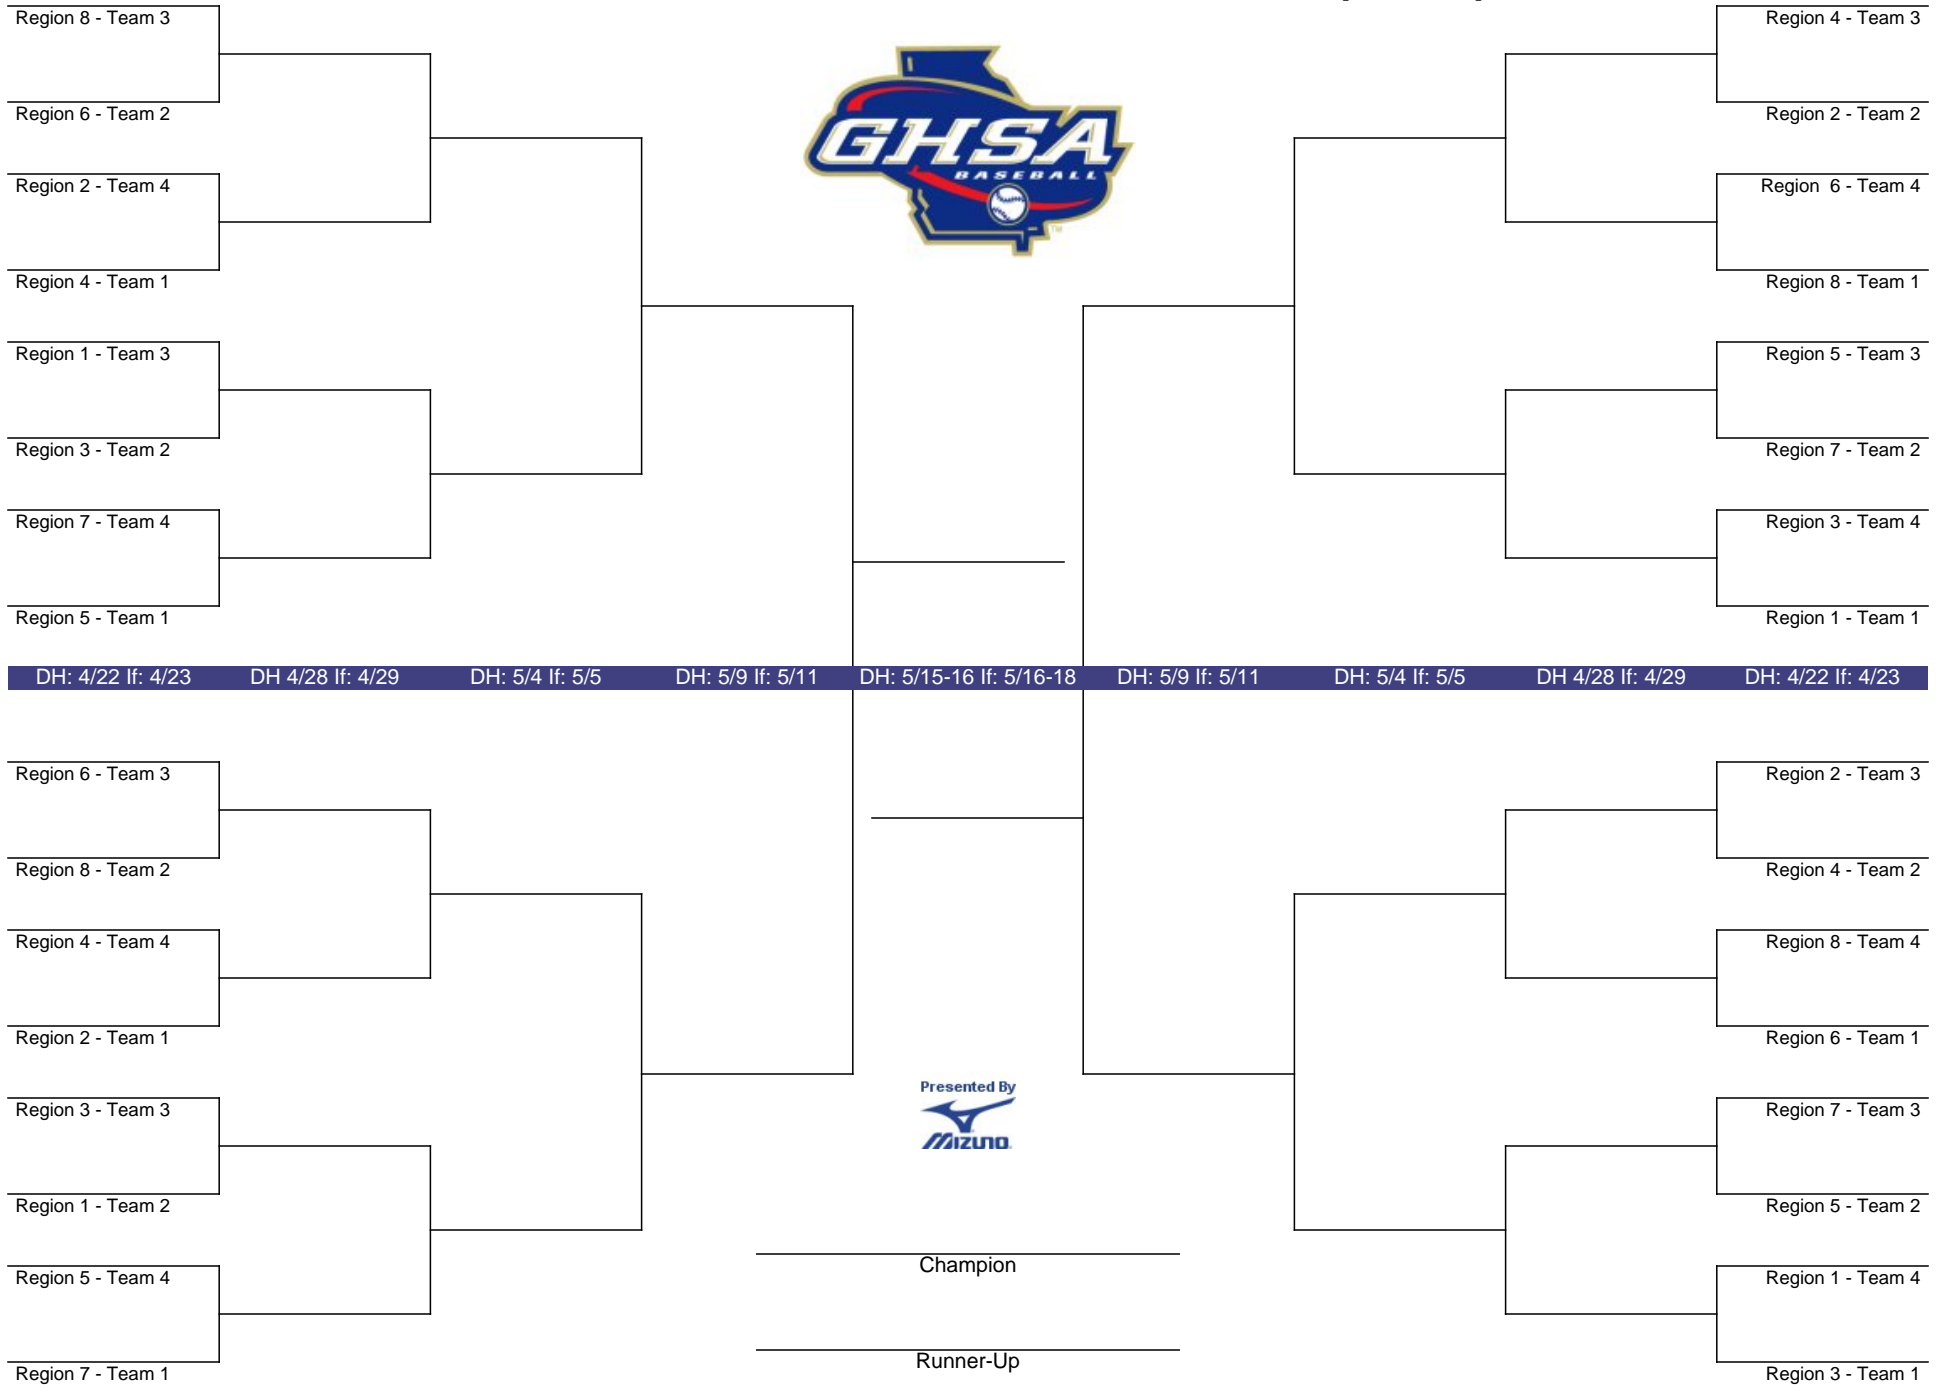 Region 8 - Team 3
Region 6 - Team 2
Region 2 - Team 4
Region 4 - Team 1
Region 1 - Team 3
Region 3 - Team 2
Region 7 - Team 4
Region 5 - Team 1
GHSA
BASEBALL
TM
Region 4 - Team 3
Region 2 - Team 2
Region  6 - Team 4
Region 8 - Team 1
Region 5 - Team 3
Region 7 - Team 2
Region 3 - Team 4
Region 1 - Team 1
DH: 4/22 If: 4/23 DH 4/28 If: 4/29 DH: 5/4 If: 5/5 DH: 5/9 If: 5/11 DH: 5/15-16 If: 5/16-18 DH: 5/9 If: 5/11 DH: 5/4 If: 5/5 DH 4/28 If: 4/29 DH: 4/22 If: 4/23
Region 6 - Team 3
Region 8 - Team 2
Region 4 - Team 4
Region 2 - Team 1
Region 3 - Team 3
Region 1 - Team 2
Region 5 - Team 4
Region 7 - Team 1
Presented By
MIZUNO
Champion
Runner-Up
Region 2 - Team 3
Region 4 - Team 2
Region 8 - Team 4
Region 6 - Team 1
Region 7 - Team 3
Region 5 - Team 2
Region 1 - Team 4
Region 3 - Team 1